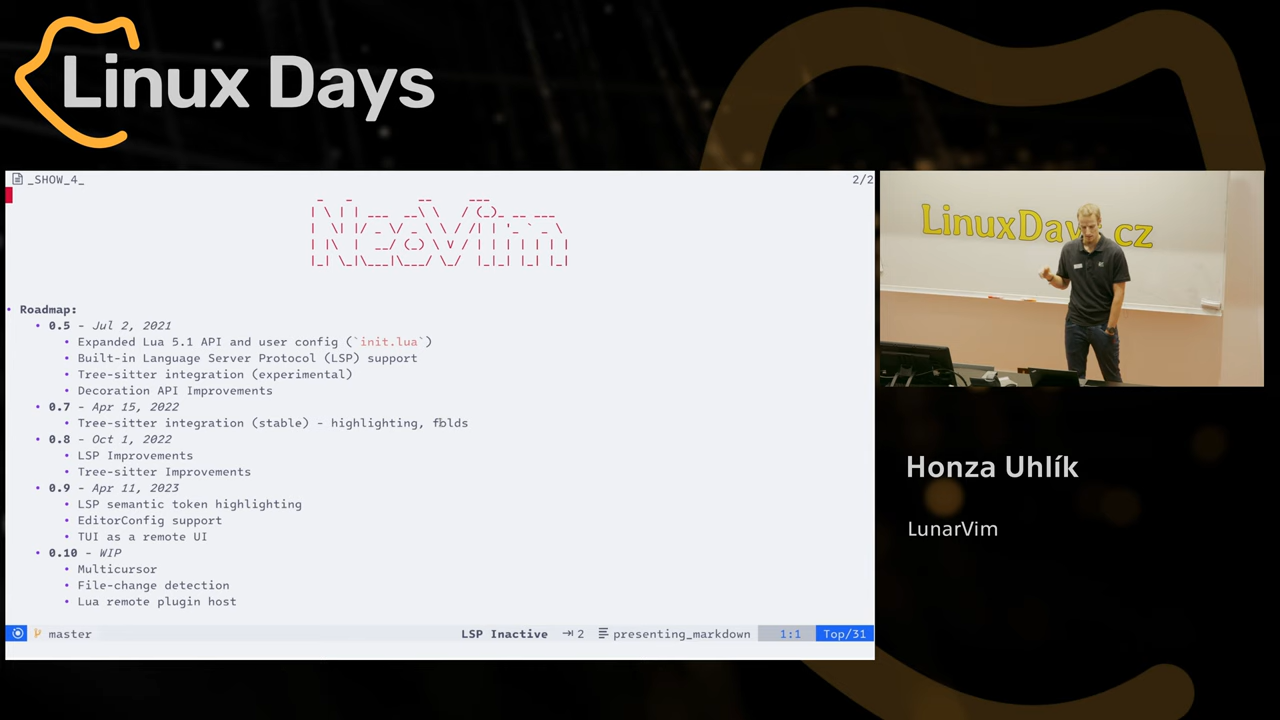 Linux Days
_SHOW_4_ 2/2
NeoVim
• Roadmap:
• 0.5 - Jul 2, 2021
• Expanded Lua 5.1 API and user config (`init.lua`)
• Built-in Language Server Protocol (LSP) support
• Tree-sitter integration (experimental)
• Decoration API Improvements
• 0.7 - Apr 15, 2022
• Tree-sitter integration (stable) - highlighting, folds
• 0.8 - Oct 1, 2022
• LSP Improvements
• Tree-sitter Improvements
• 0.9 - Apr 11, 2023
• LSP semantic token highlighting
• EditorConfig support
• TUI as a remote UI
• 0.10 - WIP
• Multicursor
• File-change detection
• Lua remote plugin host
master LSP Inactive 2 presenting_markdown 1:1 Top/31
LinuxDay cz
Honza Uhlík
LunarVim